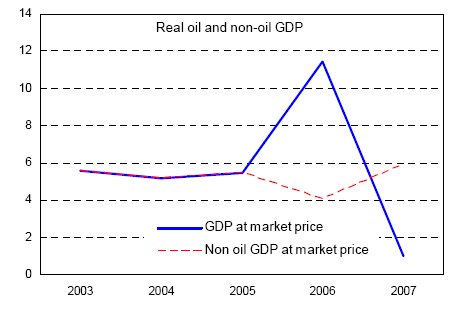 Real oil and non-oil GDP
14
12
10
8
6
4
2
0
GDP at market price
Non oil GDP at market price
2003 2004 2005 2006 2007